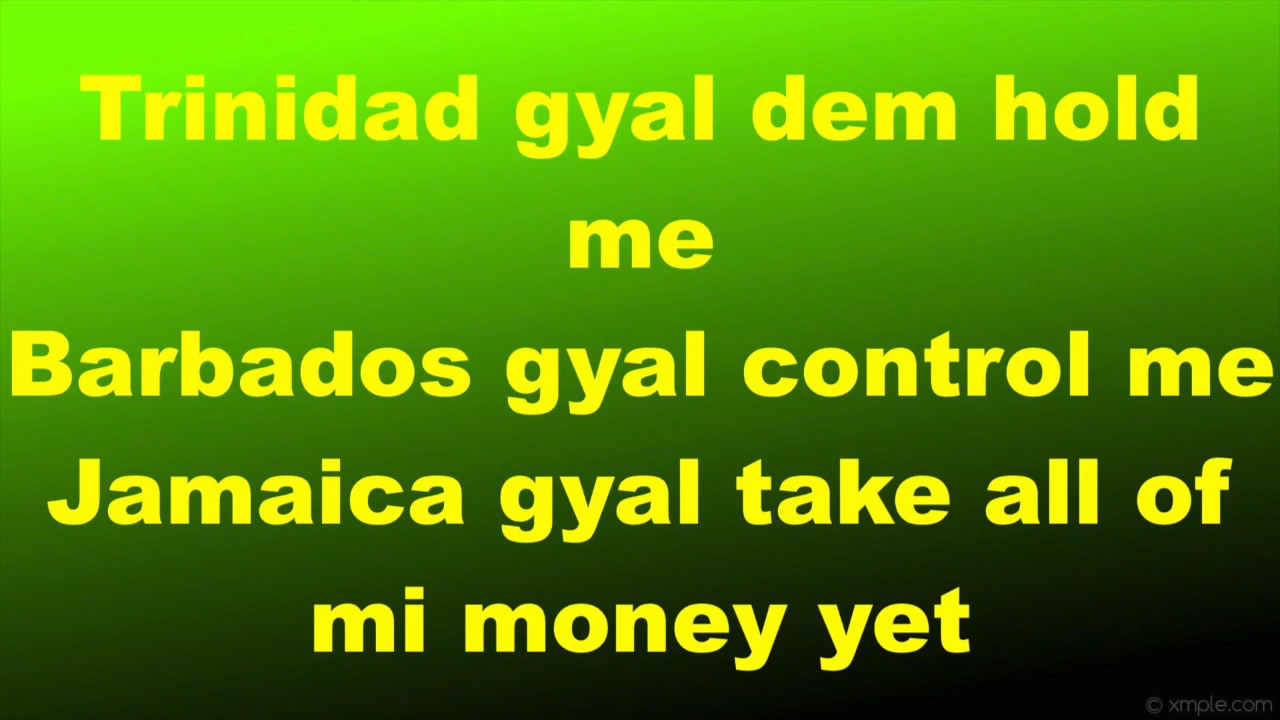 Trinidad gyal dem hold
me
Barbados gyal control me
Jamaica gyal take all of
mi money yet
© xmple.com